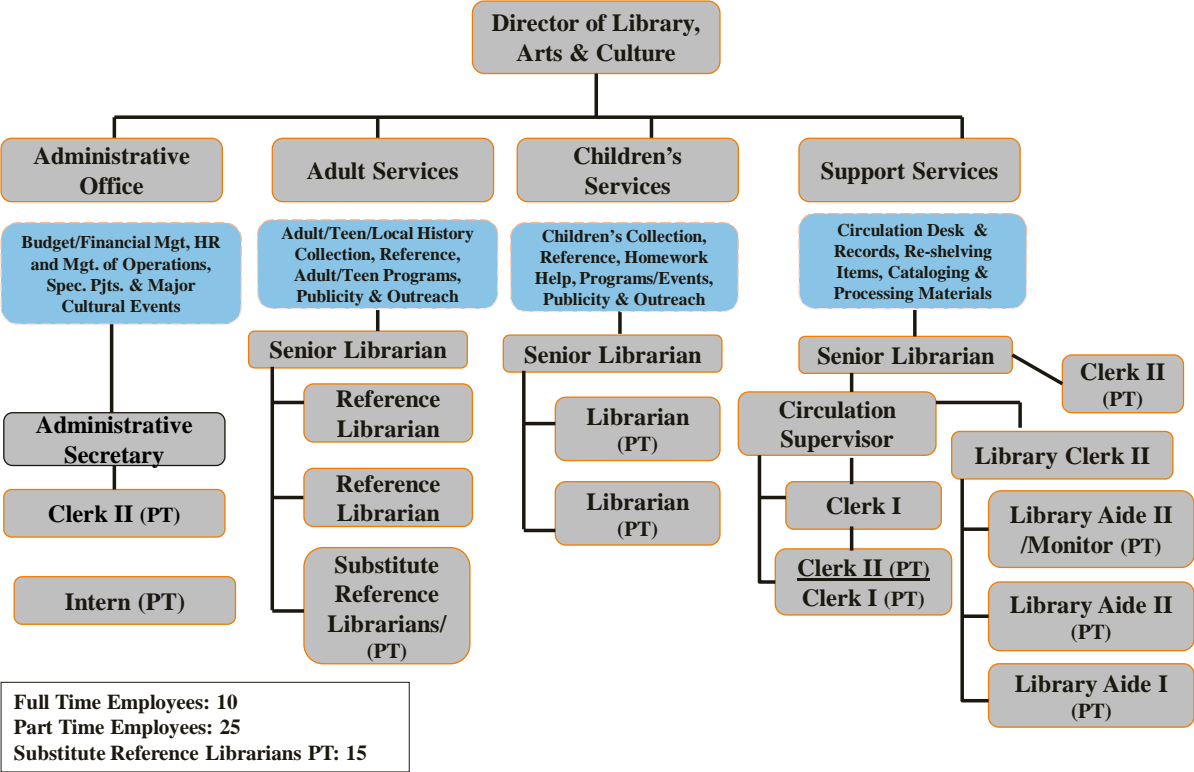 Director of Library,
Arts & Culture
Administrative
Office
Budget/Financial Mgt, HR
and Mgt. of Operations,
Spec. Pjts. & Major
Cultural Events
Administrative
Secretary
Clerk II (PT)
Intern (PT)
Adult Services
Adult/Teen/Local History
Collection, Reference,
Adult/Teen Programs,
Publicity & Outreach
Senior Librarian
Reference
Librarian
Reference
Librarian
Substitute
Reference
Librarians/
(PT)
Children's
Services
Children's Collection,
Reference, Homework
Help, Programs/Events,
Publicity & Outreach
Senior Librarian
Librarian
(PT)
Librarian
(PT)
Support Services
Circulation Desk &
Records, Re-shelving
Items, Cataloging &
Processing Materials
Senior Librarian
Clerk II
(PT)
Circulation
Supervisor
Clerk I
Clerk II (PT)
Clerk I (PT)
Library Clerk II
Library Aide II
/Monitor (PT)
Library Aide II
(PT)
Library Aide I
(PT)
Full Time Employees: 10
Part Time Employees: 25
Substitute Reference Librarians PT: 15